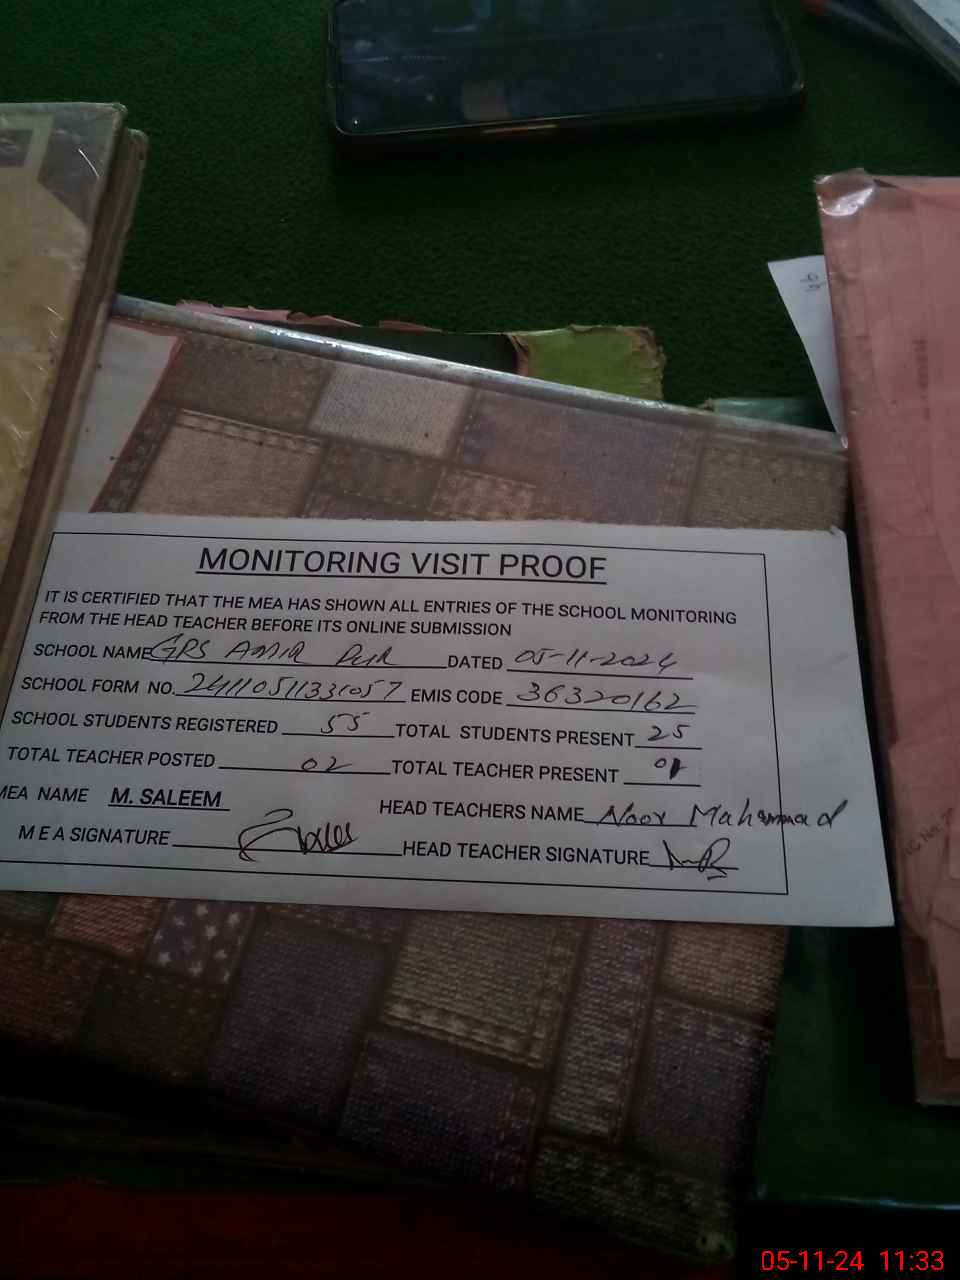 MONITORING VISIT PROOF
IT IS CERTIFIED THAT THE MEA HAS SHOWN ALL ENTRIES OF THE SCHOOL MONITORING
FROM THE HEAD TEACHER BEFORE ITS ONLINE SUBMISSION
SCHOOL NAME GPS AMIR PUR DATED 05-11-2024
SCHOOL FORM NO. EMIS CODE 36320162
SCHOOL STUDENTS REGISTERED 55 TOTAL STUDENTS PRESENT 25
TOTAL TEACHER POSTED 02 TOTAL TEACHER PRESENT 01
MEA NAME M. SALEEM HEAD TEACHERS NAME Noor Mahammad
M E A SIGNATURE HEAD TEACHER SIGNATURE
05-11-24 11:33